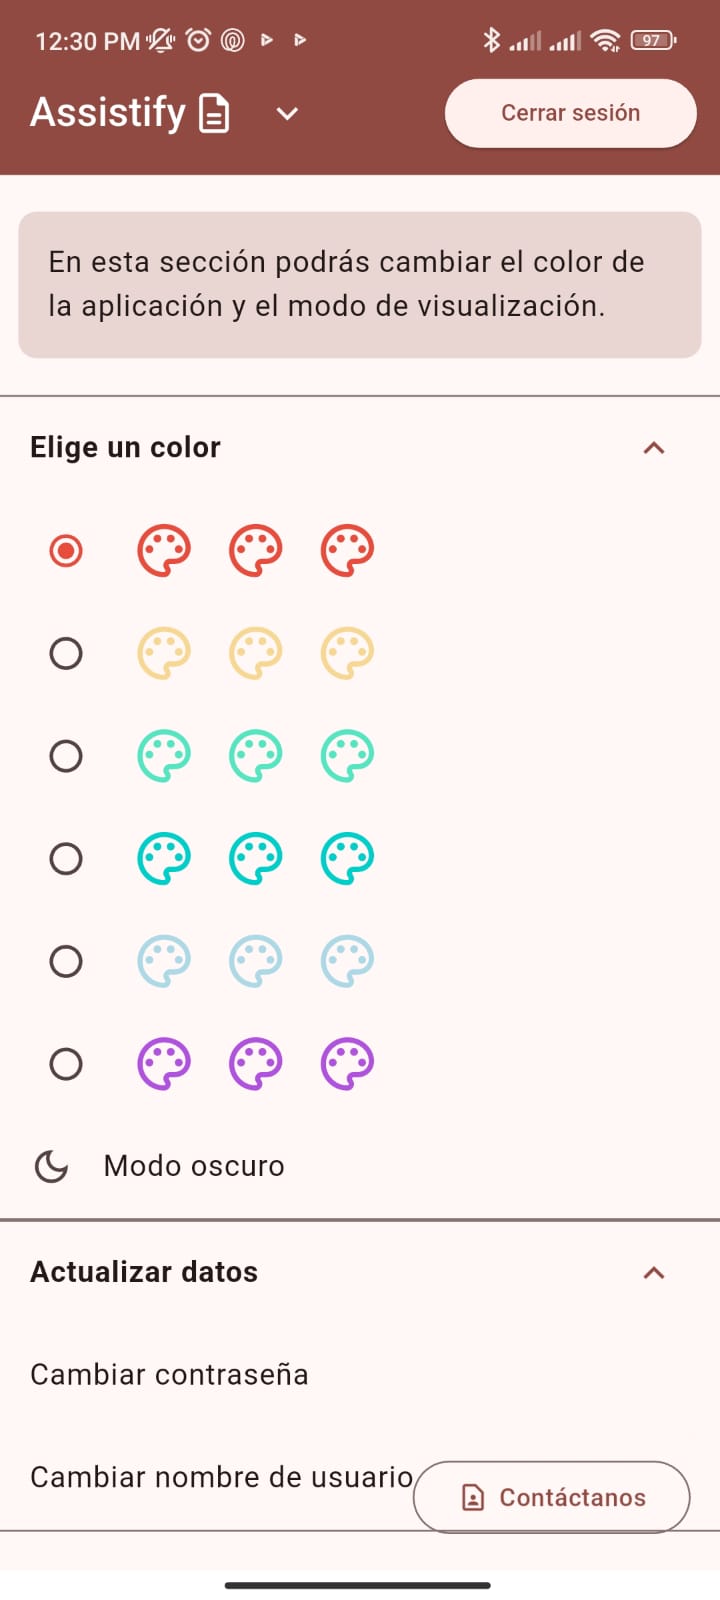 12:30 PM
97
Assistify
Cerrar sesión
En esta sección podrás cambiar el color de
la aplicación y el modo de visualización.
Elige un color
Modo oscuro
Actualizar datos
Cambiar contraseña
Cambiar nombre de usuario
Contáctanos